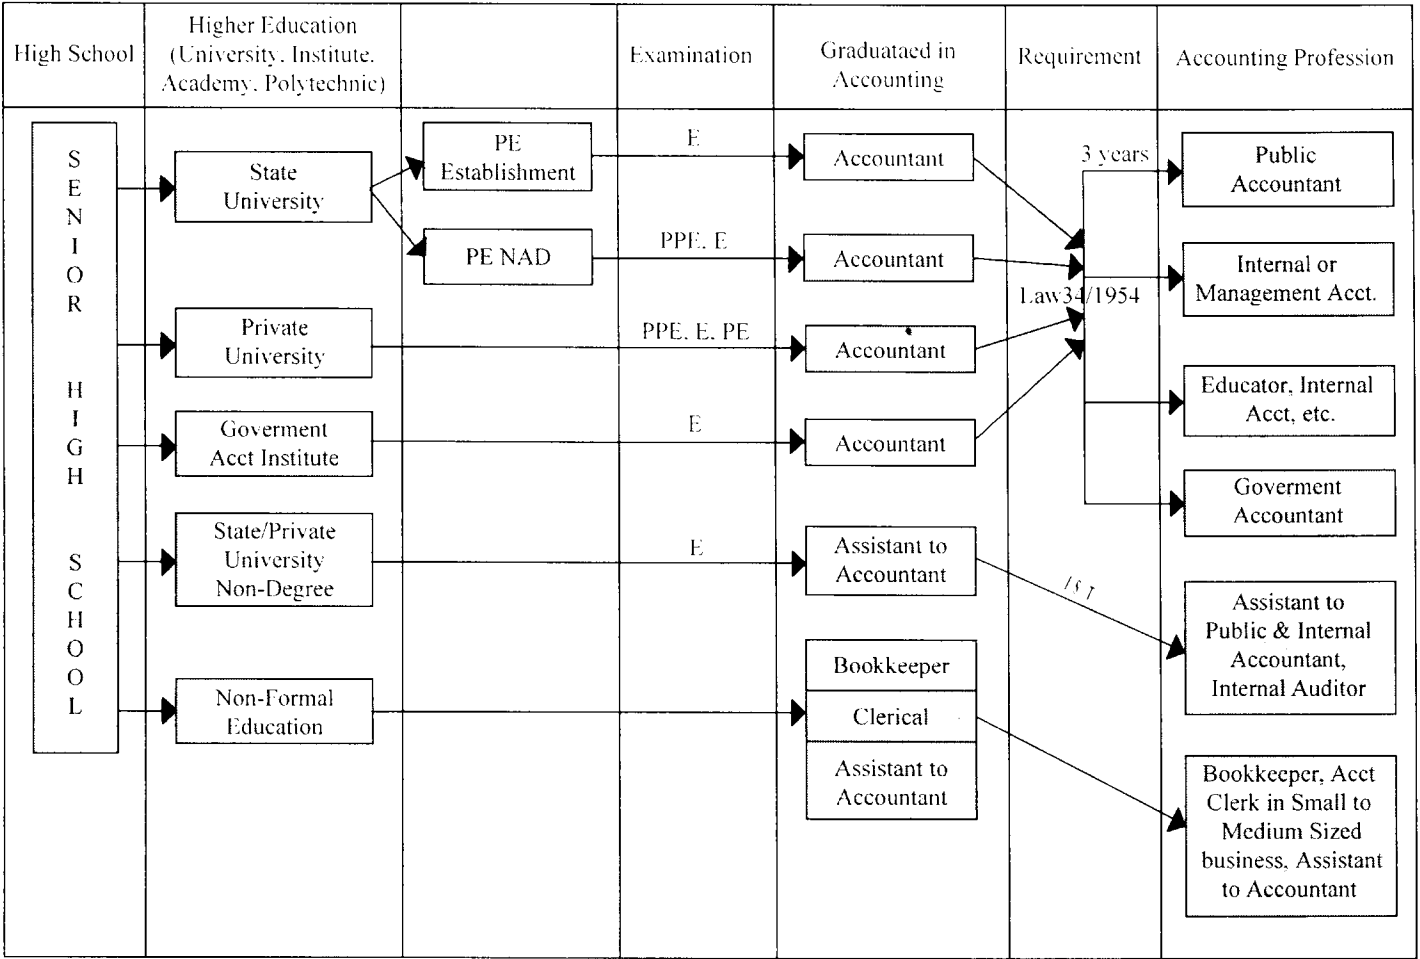 High School
Higher Education
(University, Institute,
Academy, Polytechnic)
Examination
Graduataed in
Accounting
Requirement
Accounting Profession
S
E
N
I
O
R
H
I
G
H
S
C
H
O
O
L
State
University
PE
Establishment
E
Accountant
3 years
Public
Accountant
PE NAD
PPE, E
Accountant
Internal or
Management Acct.
Law34/1954
Private
University
PPE, E, PE
Accountant
Educator, Internal
Acct, etc.
Goverment
Acct Institute
E
Accountant
Goverment
Accountant
State/Private
University
Non-Degree
E
Assistant to
Accountant
Assistant to
Public & Internal
Accountant,
Internal Auditor
Non-Formal
Education
Bookkeeper
Clerical
Assistant to
Accountant
Bookkeeper, Acct
Clerk in Small to
Medium Sized
business, Assistant
to Accountant